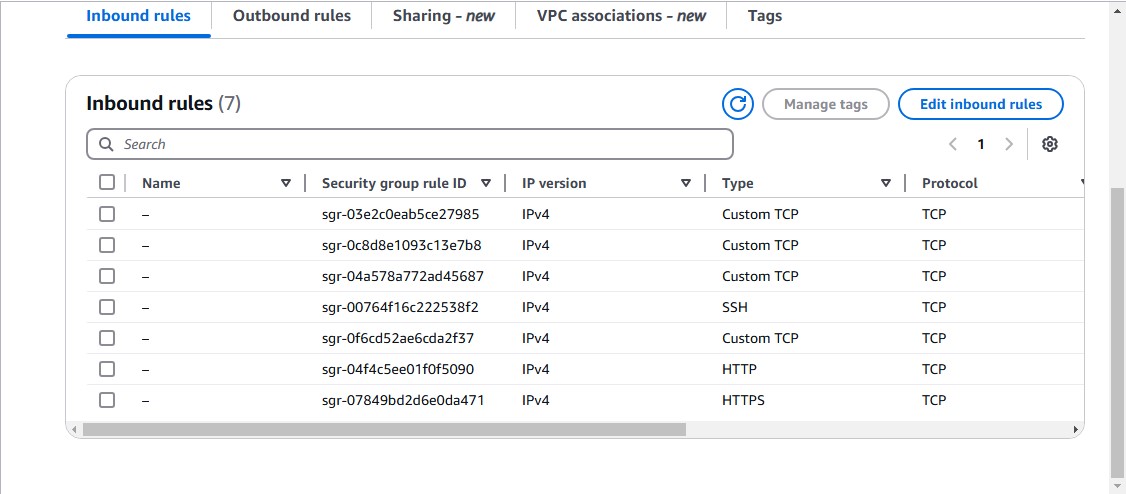 Inbound rules Outbound rules Sharing - new VPC associations - new Tags
Inbound rules (7) Manage tags Edit inbound rules
Search 1
Name Security group rule ID IP version Type Protocol
– sgr-03e2c0eab5ce27985 IPv4 Custom TCP TCP
– sgr-0c8d8e1093c13e7b8 IPv4 Custom TCP TCP
– sgr-04a578a772ad45687 IPv4 Custom TCP TCP
– sgr-00764f16c222538f2 IPv4 SSH TCP
– sgr-0f6cd52ae6cda2f37 IPv4 Custom TCP TCP
– sgr-04f4c5ee01f0f5090 IPv4 HTTP TCP
– sgr-07849bd2d6e0da471 IPv4 HTTPS TCP